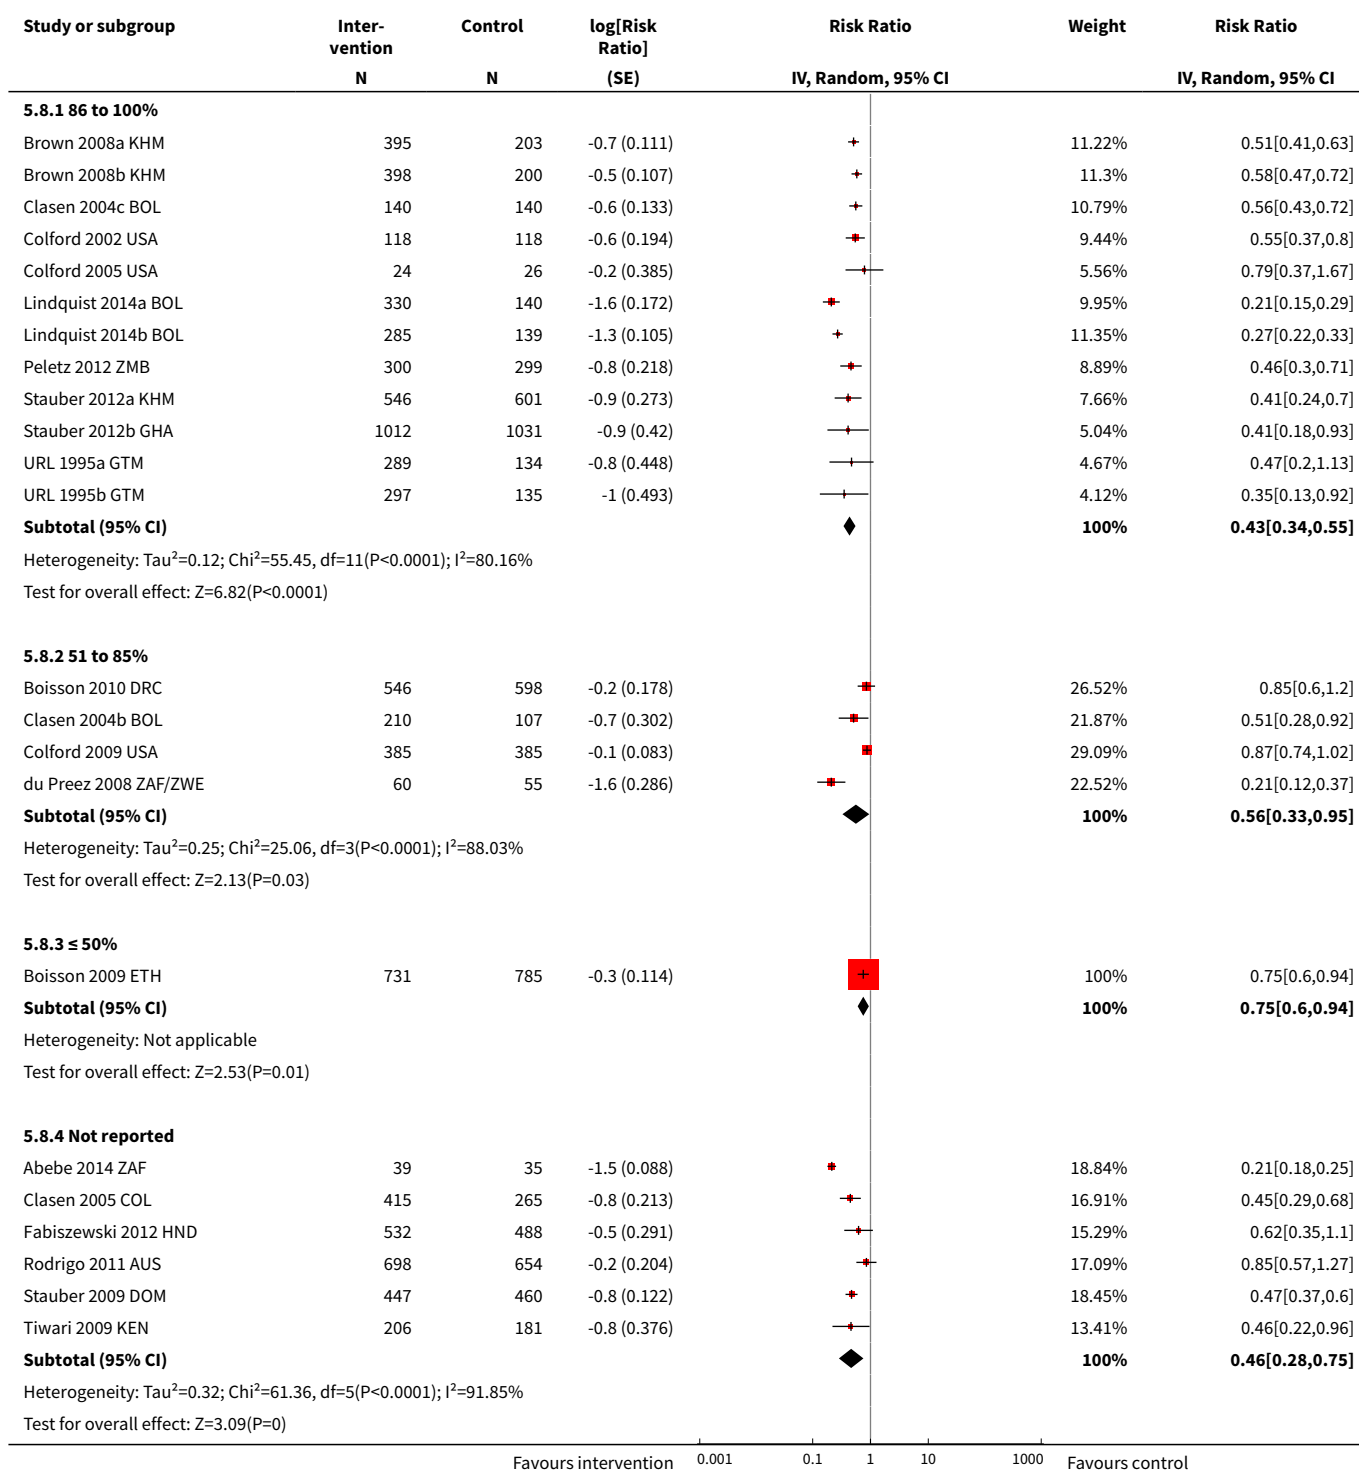 Study or subgroup Inter- Control log[Risk Risk Ratio Weight Risk Ratio
vention Ratio]
N N (SE) IV, Random, 95% CI IV, Random, 95% CI
5.8.1 86 to 100%
Brown 2008a KHM 395 203 -0.7 (0.111) 11.22% 0.51[0.41,0.63]
Brown 2008b KHM 398 200 -0.5 (0.107) 11.3% 0.58[0.47,0.72]
Clasen 2004c BOL 140 140 -0.6 (0.133) 10.79% 0.56[0.43,0.72]
Colford 2002 USA 118 118 -0.6 (0.194) 9.44% 0.55[0.37,0.8]
Colford 2005 USA 24 26 -0.2 (0.385) 5.56% 0.79[0.37,1.67]
Lindquist 2014a BOL 330 140 -1.6 (0.172) 9.95% 0.21[0.15,0.29]
Lindquist 2014b BOL 285 139 -1.3 (0.105) 11.35% 0.27[0.22,0.33]
Peletz 2012 ZMB 300 299 -0.8 (0.218) 8.89% 0.46[0.3,0.71]
Stauber 2012a KHM 546 601 -0.9 (0.273) 7.66% 0.41[0.24,0.7]
Stauber 2012b GHA 1012 1031 -0.9 (0.42) 5.04% 0.41[0.18,0.93]
URL 1995a GTM 289 134 -0.8 (0.448) 4.67% 0.47[0.2,1.13]
URL 1995b GTM 297 135 -1 (0.493) 4.12% 0.35[0.13,0.92]
Subtotal (95% CI) 100% 0.43[0.34,0.55]
Heterogeneity: Tau²=0.12; Chi²=55.45, df=11(P<0.0001); I²=80.16%
Test for overall effect: Z=6.82(P<0.0001)
5.8.2 51 to 85%
Boisson 2010 DRC 546 598 -0.2 (0.178) 26.52% 0.85[0.6,1.2]
Clasen 2004b BOL 210 107 -0.7 (0.302) 21.87% 0.51[0.28,0.92]
Colford 2009 USA 385 385 -0.1 (0.083) 29.09% 0.87[0.74,1.02]
du Preez 2008 ZAF/ZWE 60 55 -1.6 (0.286) 22.52% 0.21[0.12,0.37]
Subtotal (95% CI) 100% 0.56[0.33,0.95]
Heterogeneity: Tau²=0.25; Chi²=25.06, df=3(P<0.0001); I²=88.03%
Test for overall effect: Z=2.13(P=0.03)
5.8.3 ≤ 50%
Boisson 2009 ETH 731 785 -0.3 (0.114) 100% 0.75[0.6,0.94]
Subtotal (95% CI) 100% 0.75[0.6,0.94]
Heterogeneity: Not applicable
Test for overall effect: Z=2.53(P=0.01)
5.8.4 Not reported
Abebe 2014 ZAF 39 35 -1.5 (0.088) 18.84% 0.21[0.18,0.25]
Clasen 2005 COL 415 265 -0.8 (0.213) 16.91% 0.45[0.29,0.68]
Fabiszewski 2012 HND 532 488 -0.5 (0.291) 15.29% 0.62[0.35,1.1]
Rodrigo 2011 AUS 698 654 -0.2 (0.204) 17.09% 0.85[0.57,1.27]
Stauber 2009 DOM 447 460 -0.8 (0.122) 18.45% 0.47[0.37,0.6]
Tiwari 2009 KEN 206 181 -0.8 (0.376) 13.41% 0.46[0.22,0.96]
Subtotal (95% CI) 100% 0.46[0.28,0.75]
Heterogeneity: Tau²=0.32; Chi²=61.36, df=5(P<0.0001); I²=91.85%
Test for overall effect: Z=3.09(P=0)
Favours intervention 0.001 0.1 1 10 1000 Favours control